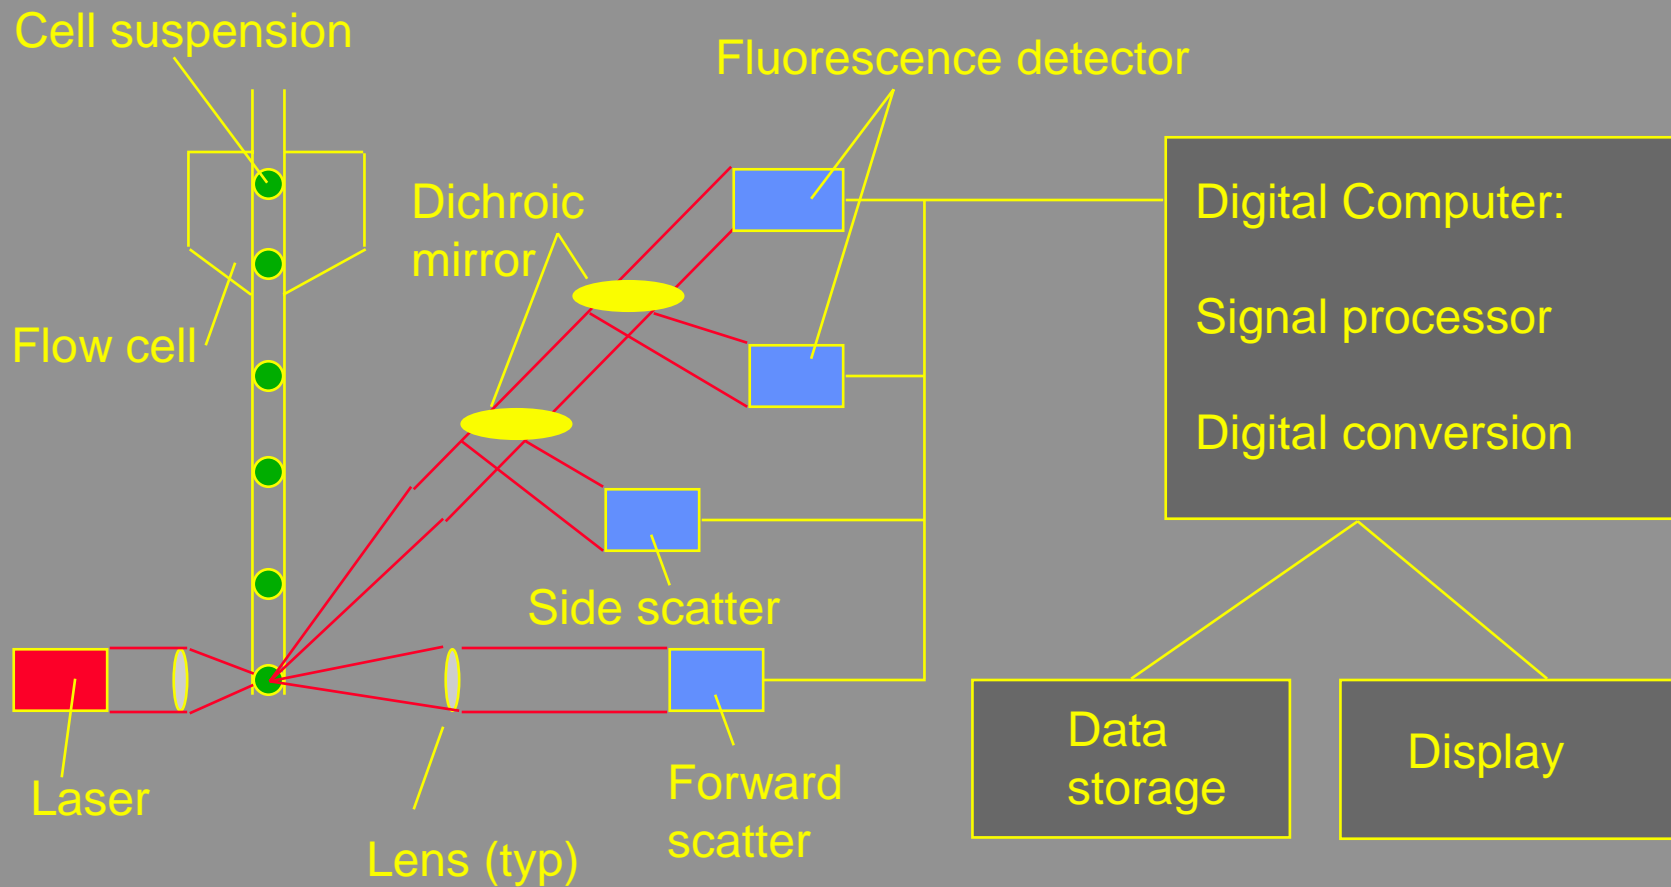 Cell suspension
Fluorescence detector
Dichroic
mirror
Digital Computer:
Signal processor
Digital conversion
Flow cell
Side scatter
Laser
Lens (typ)
Forward
scatter
Data
storage
Display